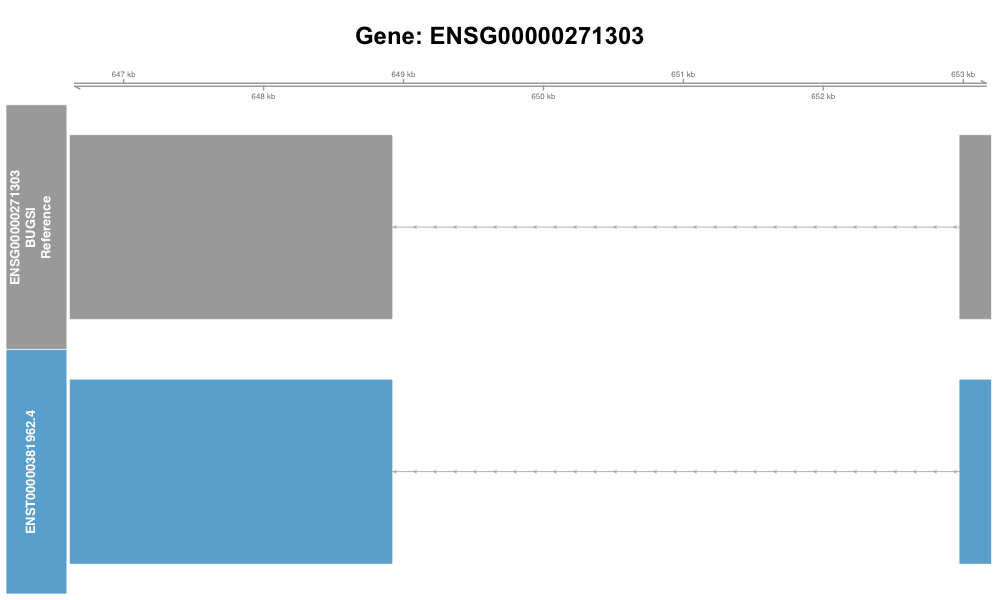 Gene: ENSG00000271303
647 kb
649 kb
651 kb
653 kb
648 kb
650 kb
652 kb
ENSG00000271303
BUGSI
Reference
ENST00000381962.4